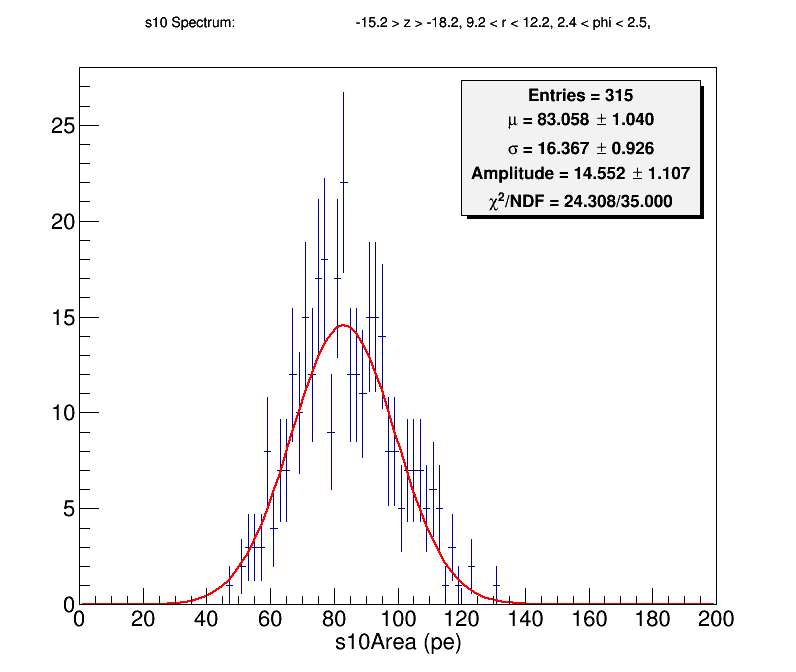 s10 Spectrum: -15.2 > z > -18.2, 9.2 < r < 12.2, 2.4 < phi < 2.5,
Entries = 315
μ = 83.058 ± 1.040
σ = 16.367 ± 0.926
Amplitude = 14.552 ± 1.107
χ²/NDF = 24.308/35.000
25
20
15
10
5
0
0 20 40 60 80 100 120 140 160 180 200
s10Area (pe)